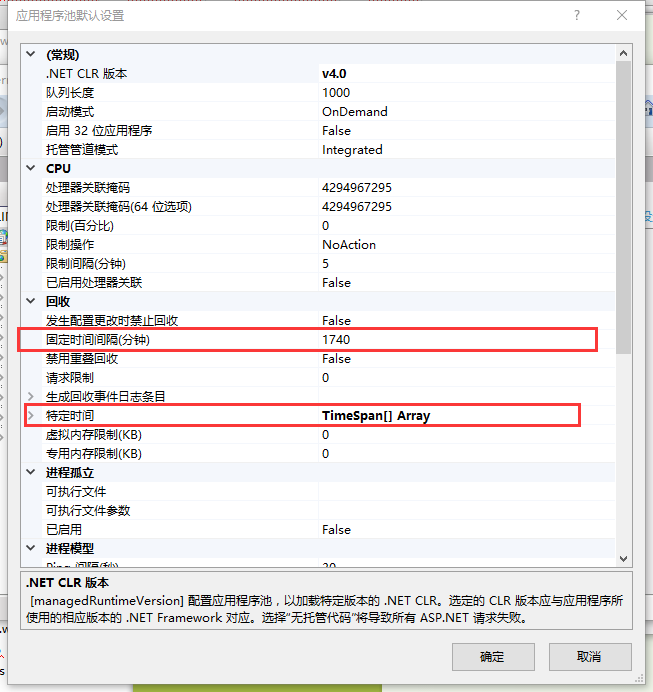 应用程序池默认设置
(常规)
.NET CLR 版本 v4.0
队列长度 1000
启动模式 OnDemand
启用 32 位应用程序 False
托管管道模式 Integrated
CPU
处理器关联掩码 4294967295
处理器关联掩码(64 位选项) 4294967295
限制(百分比) 0
限制操作 NoAction
限制间隔(分钟) 5
已启用处理器关联 False
回收
发生配置更改时禁止回收 False
固定时间间隔(分钟) 1740
禁用重叠回收 False
请求限制 0
生成回收事件日志条目
特定时间 TimeSpan[] Array
虚拟内存限制(KB) 0
专用内存限制(KB) 0
进程孤立
可执行文件
可执行文件参数
已启用 False
进程模型
.NET CLR 版本
[managedRuntimeVersion] 配置应用程序池，以加载特定版本的 .NET CLR。选定的 CLR 版本应与应用程序所
使用的相应版本的 .NET Framework 对应。选择"无托管代码"将导致所有 ASP.NET 请求失败。
确定 取消